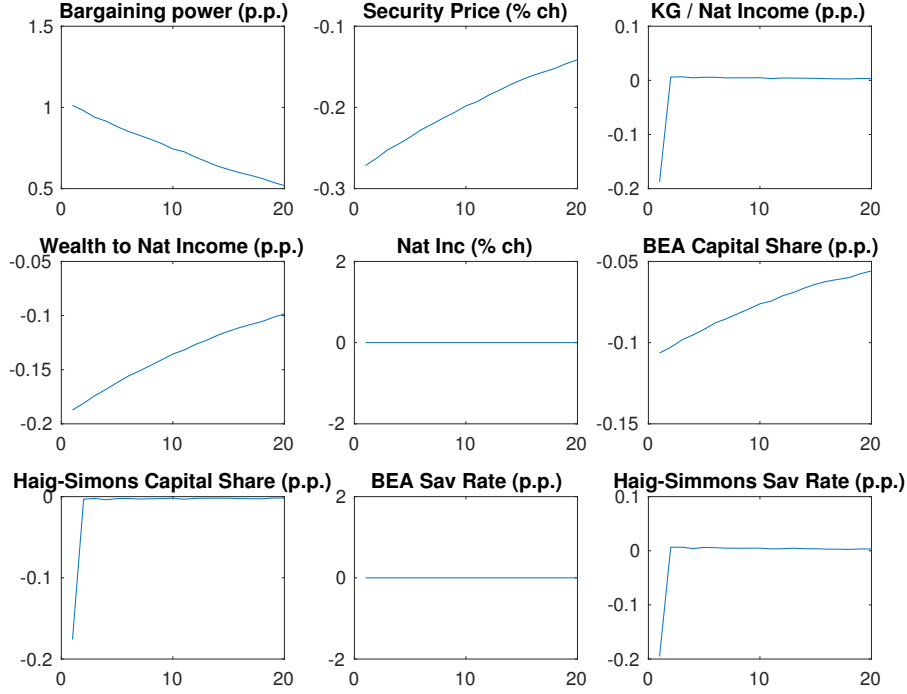 Bargaining power (p.p.)
1.5
1
0.5
0 10 20
Security Price (% ch)
-0.1
-0.2
-0.3
0 10 20
KG / Nat Income (p.p.)
0.1
0
-0.1
-0.2
0 10 20
Wealth to Nat Income (p.p.)
-0.05
-0.1
-0.15
-0.2
0 10 20
Nat Inc (% ch)
2
0
-2
0 10 20
BEA Capital Share (p.p.)
-0.05
-0.1
-0.15
0 10 20
Haig-Simons Capital Share (p.p.)
0
-0.1
-0.2
0 10 20
BEA Sav Rate (p.p.)
2
0
-2
0 10 20
Haig-Simmons Sav Rate (p.p.)
0.1
0
-0.1
-0.2
0 10 20